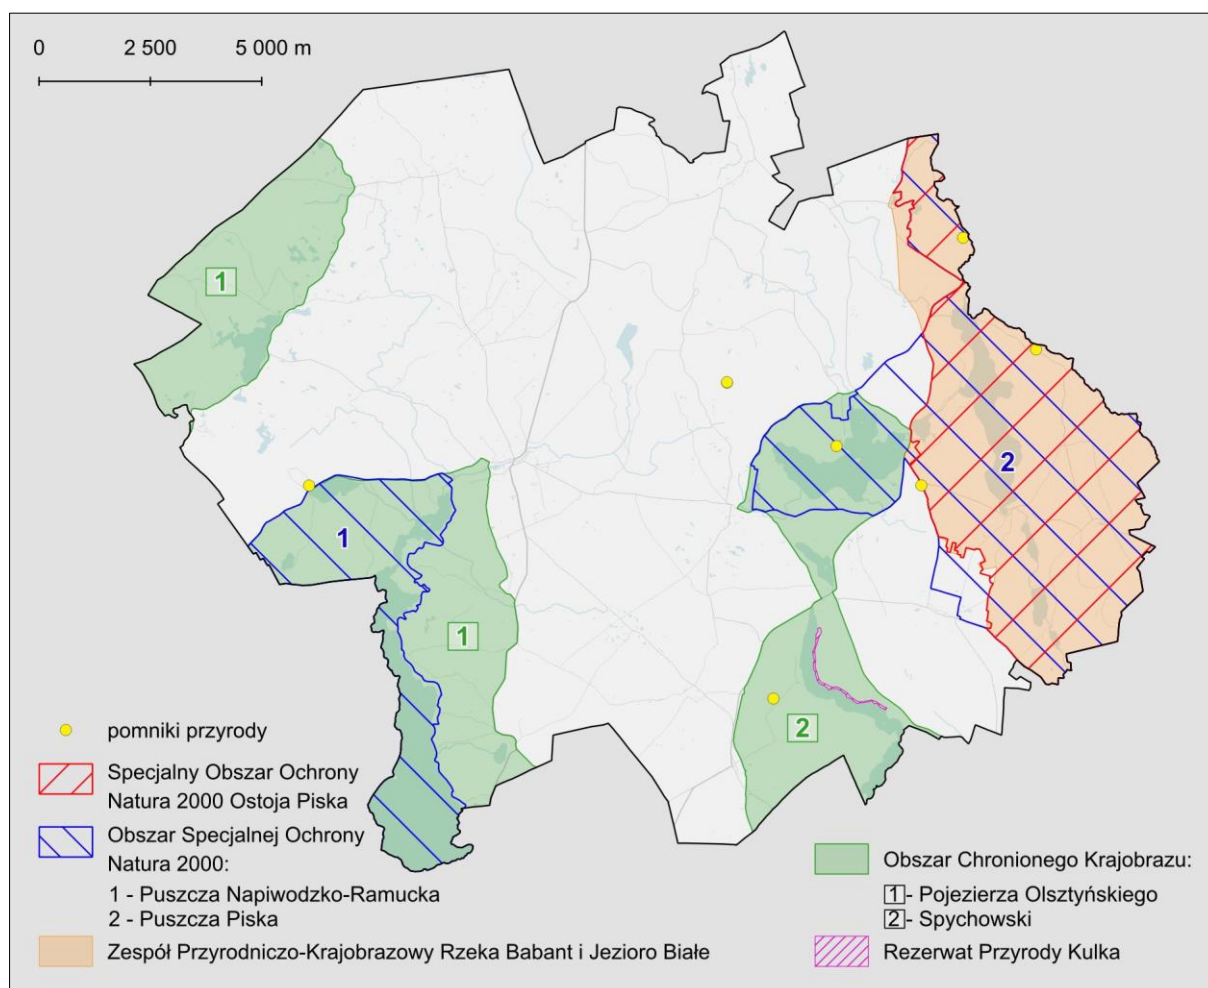 0 2 500 5 000 m
1
2
1
1
2
pomniki przyrody
Specjalny Obszar Ochrony
Natura 2000 Ostoja Piska
Obszar Specjalnej Ochrony
Natura 2000:
1 - Puszcza Napiwodzko-Ramucka
2 - Puszcza Piska
Zespół Przyrodniczo-Krajobrazowy Rzeka Babant i Jezioro Białe
Obszar Chronionego Krajobrazu:
1 - Pojezierza Olsztyńskiego
2 - Spychowski
Rezerwat Przyrody Kulka